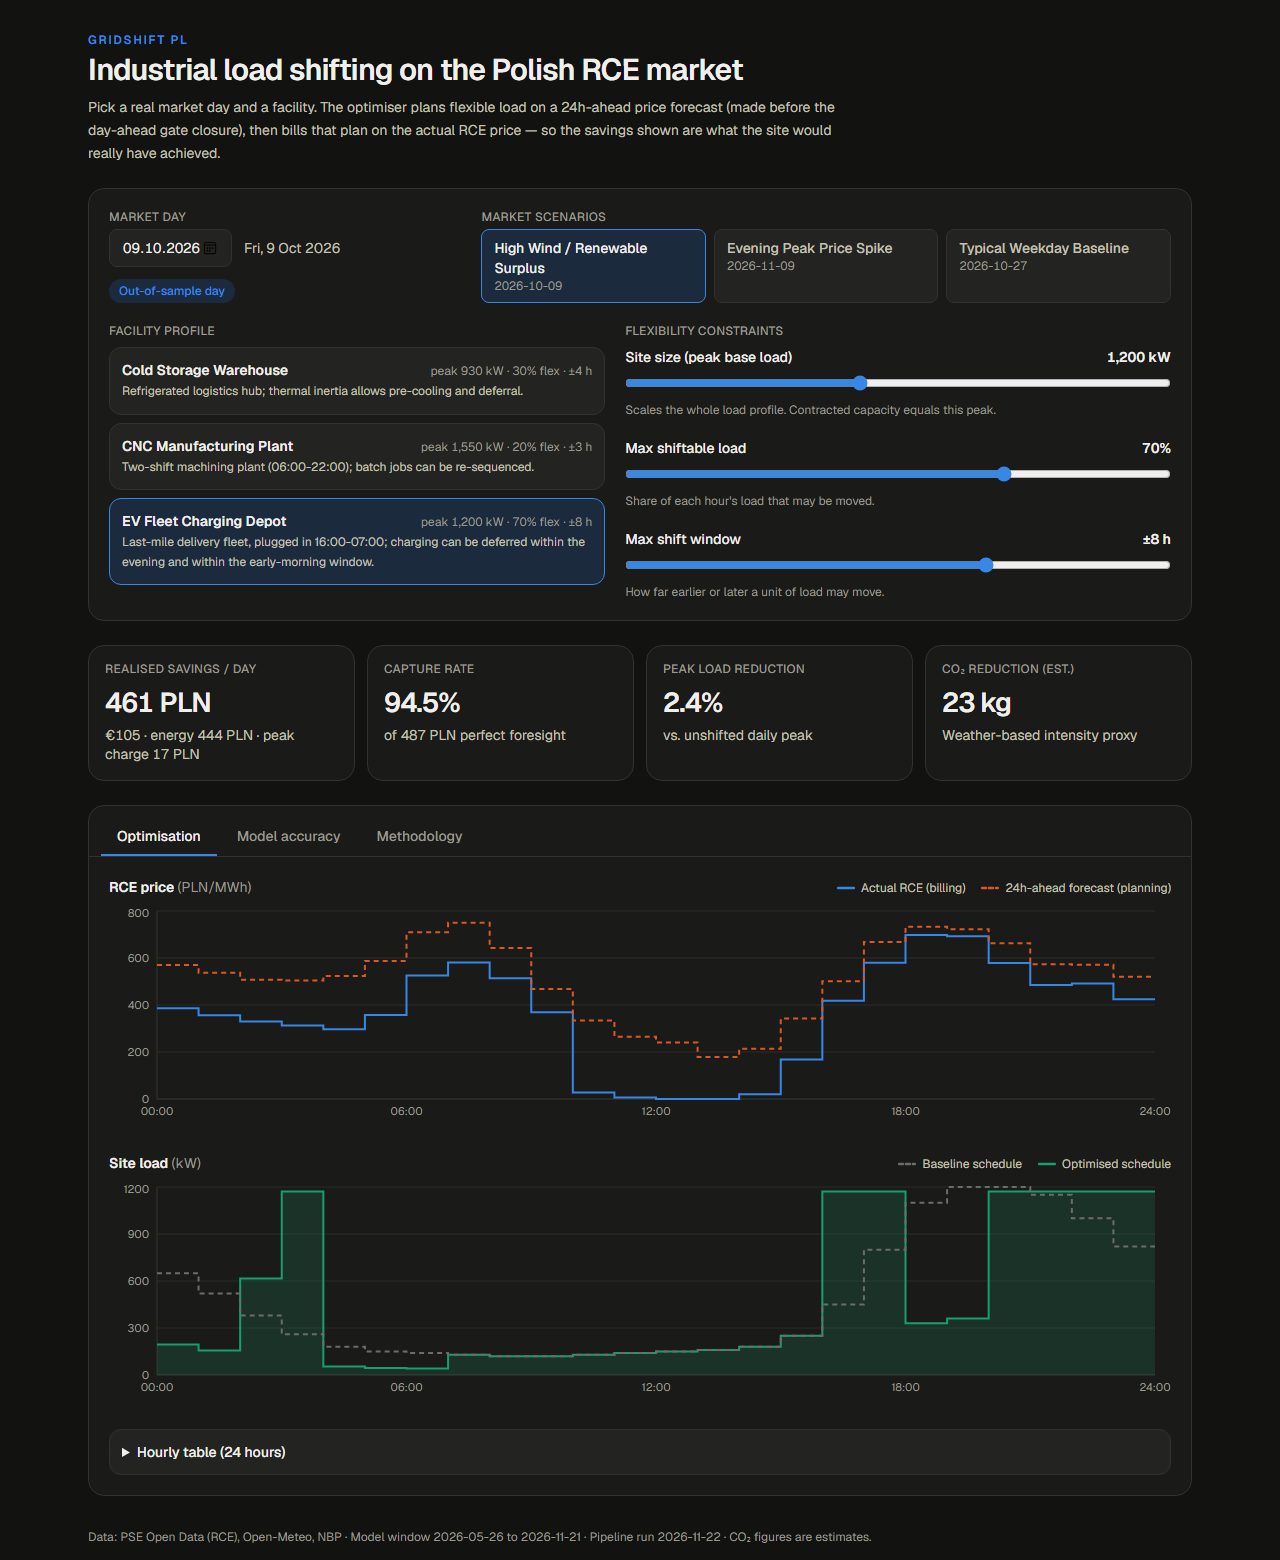 GRIDSHIFT PL
Industrial load shifting on the Polish RCE market
Pick a real market day and a facility. The optimiser plans flexible load on a 24h-ahead price forecast (made before the
day-ahead gate closure), then bills that plan on the actual RCE price — so the savings shown are what the site would
really have achieved.
MARKET DAY
09.10.2026 Fri, 9 Oct 2026
Out-of-sample day
MARKET SCENARIOS
High Wind / Renewable
Surplus
2026-10-09
Evening Peak Price Spike
2026-11-09
Typical Weekday Baseline
2026-10-27
FACILITY PROFILE
Cold Storage Warehouse peak 930 kW · 30% flex · ±4 h
Refrigerated logistics hub; thermal inertia allows pre-cooling and deferral.
CNC Manufacturing Plant peak 1,550 kW · 20% flex · ±3 h
Two-shift machining plant (06:00-22:00); batch jobs can be re-sequenced.
EV Fleet Charging Depot peak 1,200 kW · 70% flex · ±8 h
Last-mile delivery fleet, plugged in 16:00-07:00; charging can be deferred within the
evening and within the early-morning window.
FLEXIBILITY CONSTRAINTS
Site size (peak base load) 1,200 kW
Scales the whole load profile. Contracted capacity equals this peak.
Max shiftable load 70%
Share of each hour's load that may be moved.
Max shift window ±8 h
How far earlier or later a unit of load may move.
REALISED SAVINGS / DAY
461 PLN
€105 · energy 444 PLN · peak
charge 17 PLN
CAPTURE RATE
94.5%
of 487 PLN perfect foresight
PEAK LOAD REDUCTION
2.4%
vs. unshifted daily peak
CO₂ REDUCTION (EST.)
23 kg
Weather-based intensity proxy
Optimisation Model accuracy Methodology
RCE price (PLN/MWh)
Actual RCE (billing) 24h-ahead forecast (planning)
800
600
400
200
0
00:00 06:00 12:00 18:00 24:00
Site load (kW)
Baseline schedule Optimised schedule
1200
900
600
300
0
00:00 06:00 12:00 18:00 24:00
▶ Hourly table (24 hours)
Data: PSE Open Data (RCE), Open-Meteo, NBP · Model window 2026-05-26 to 2026-11-21 · Pipeline run 2026-11-22 · CO₂ figures are estimates.